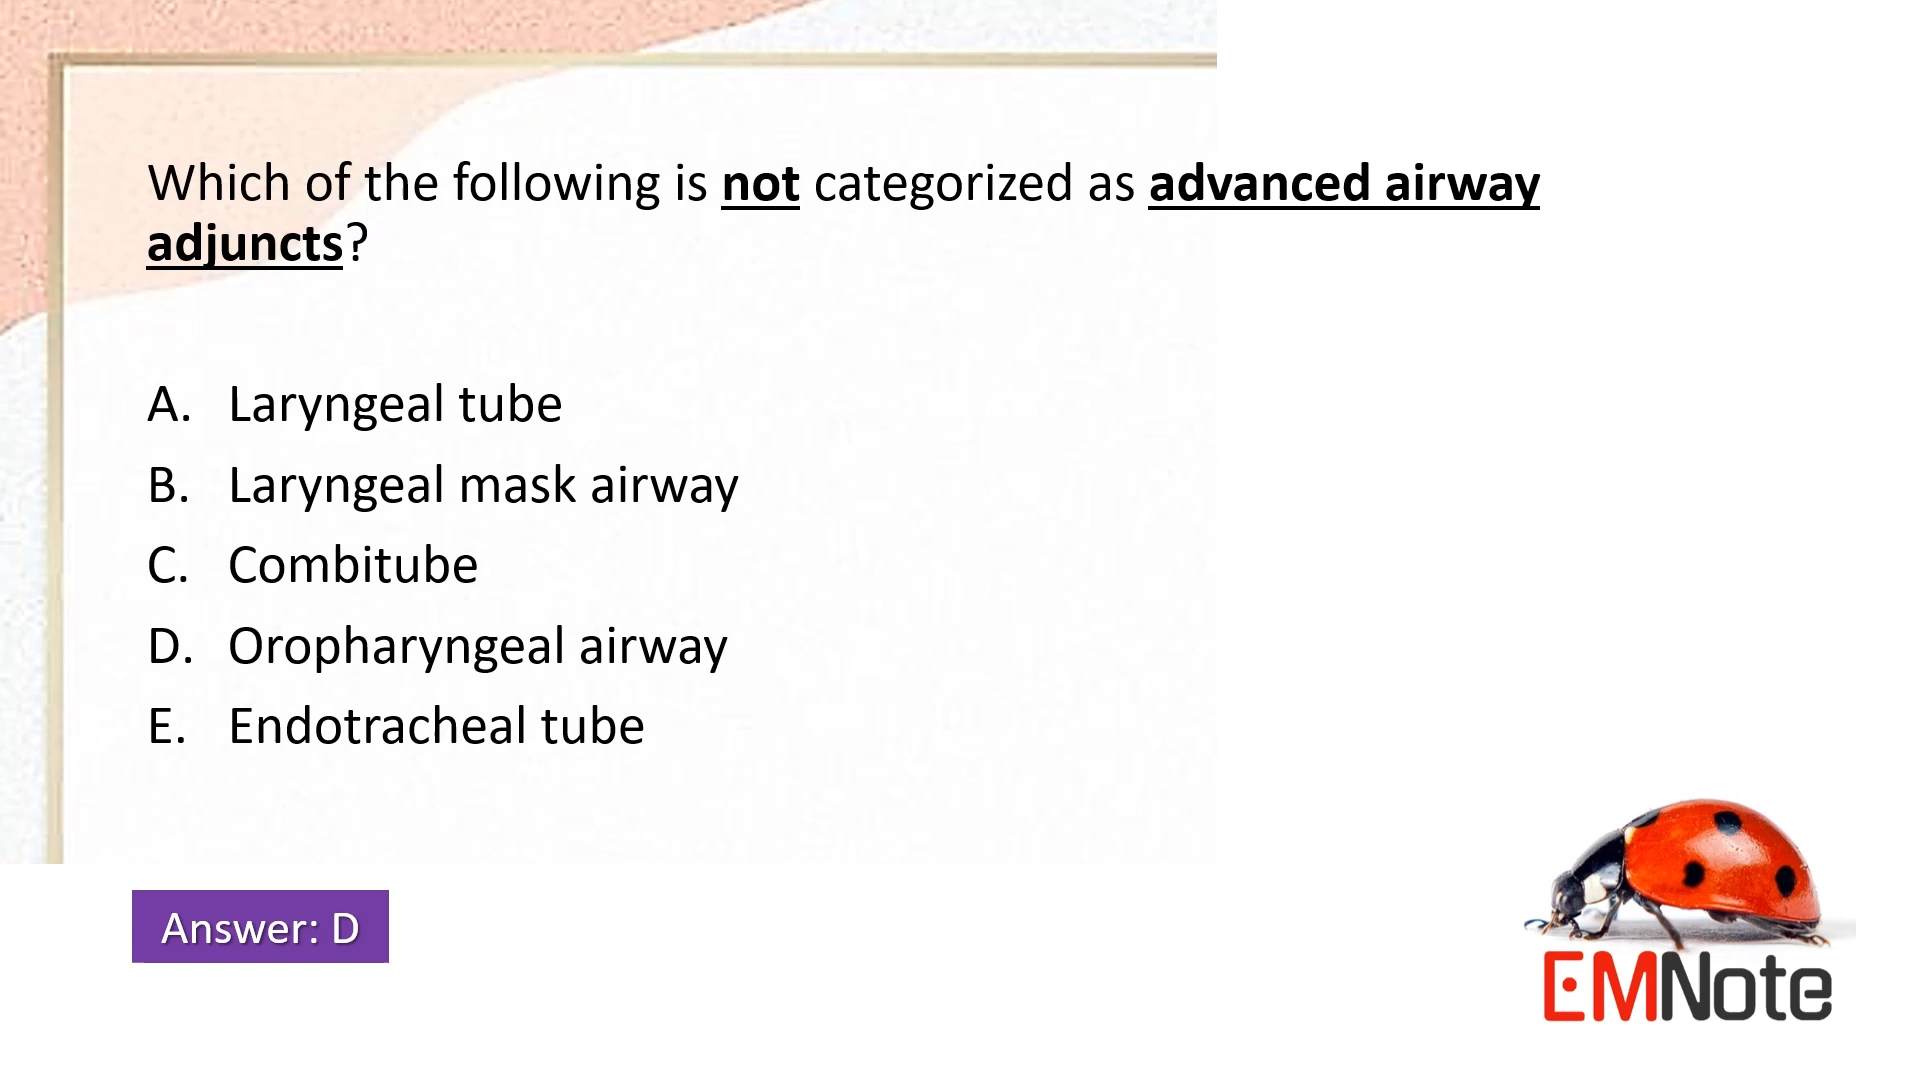 Which of the following is not categorized as advanced airway
adjuncts?
A. Laryngeal tube
B. Laryngeal mask airway
C. Combitube
D. Oropharyngeal airway
E. Endotracheal tube
Answer: D
EMNote